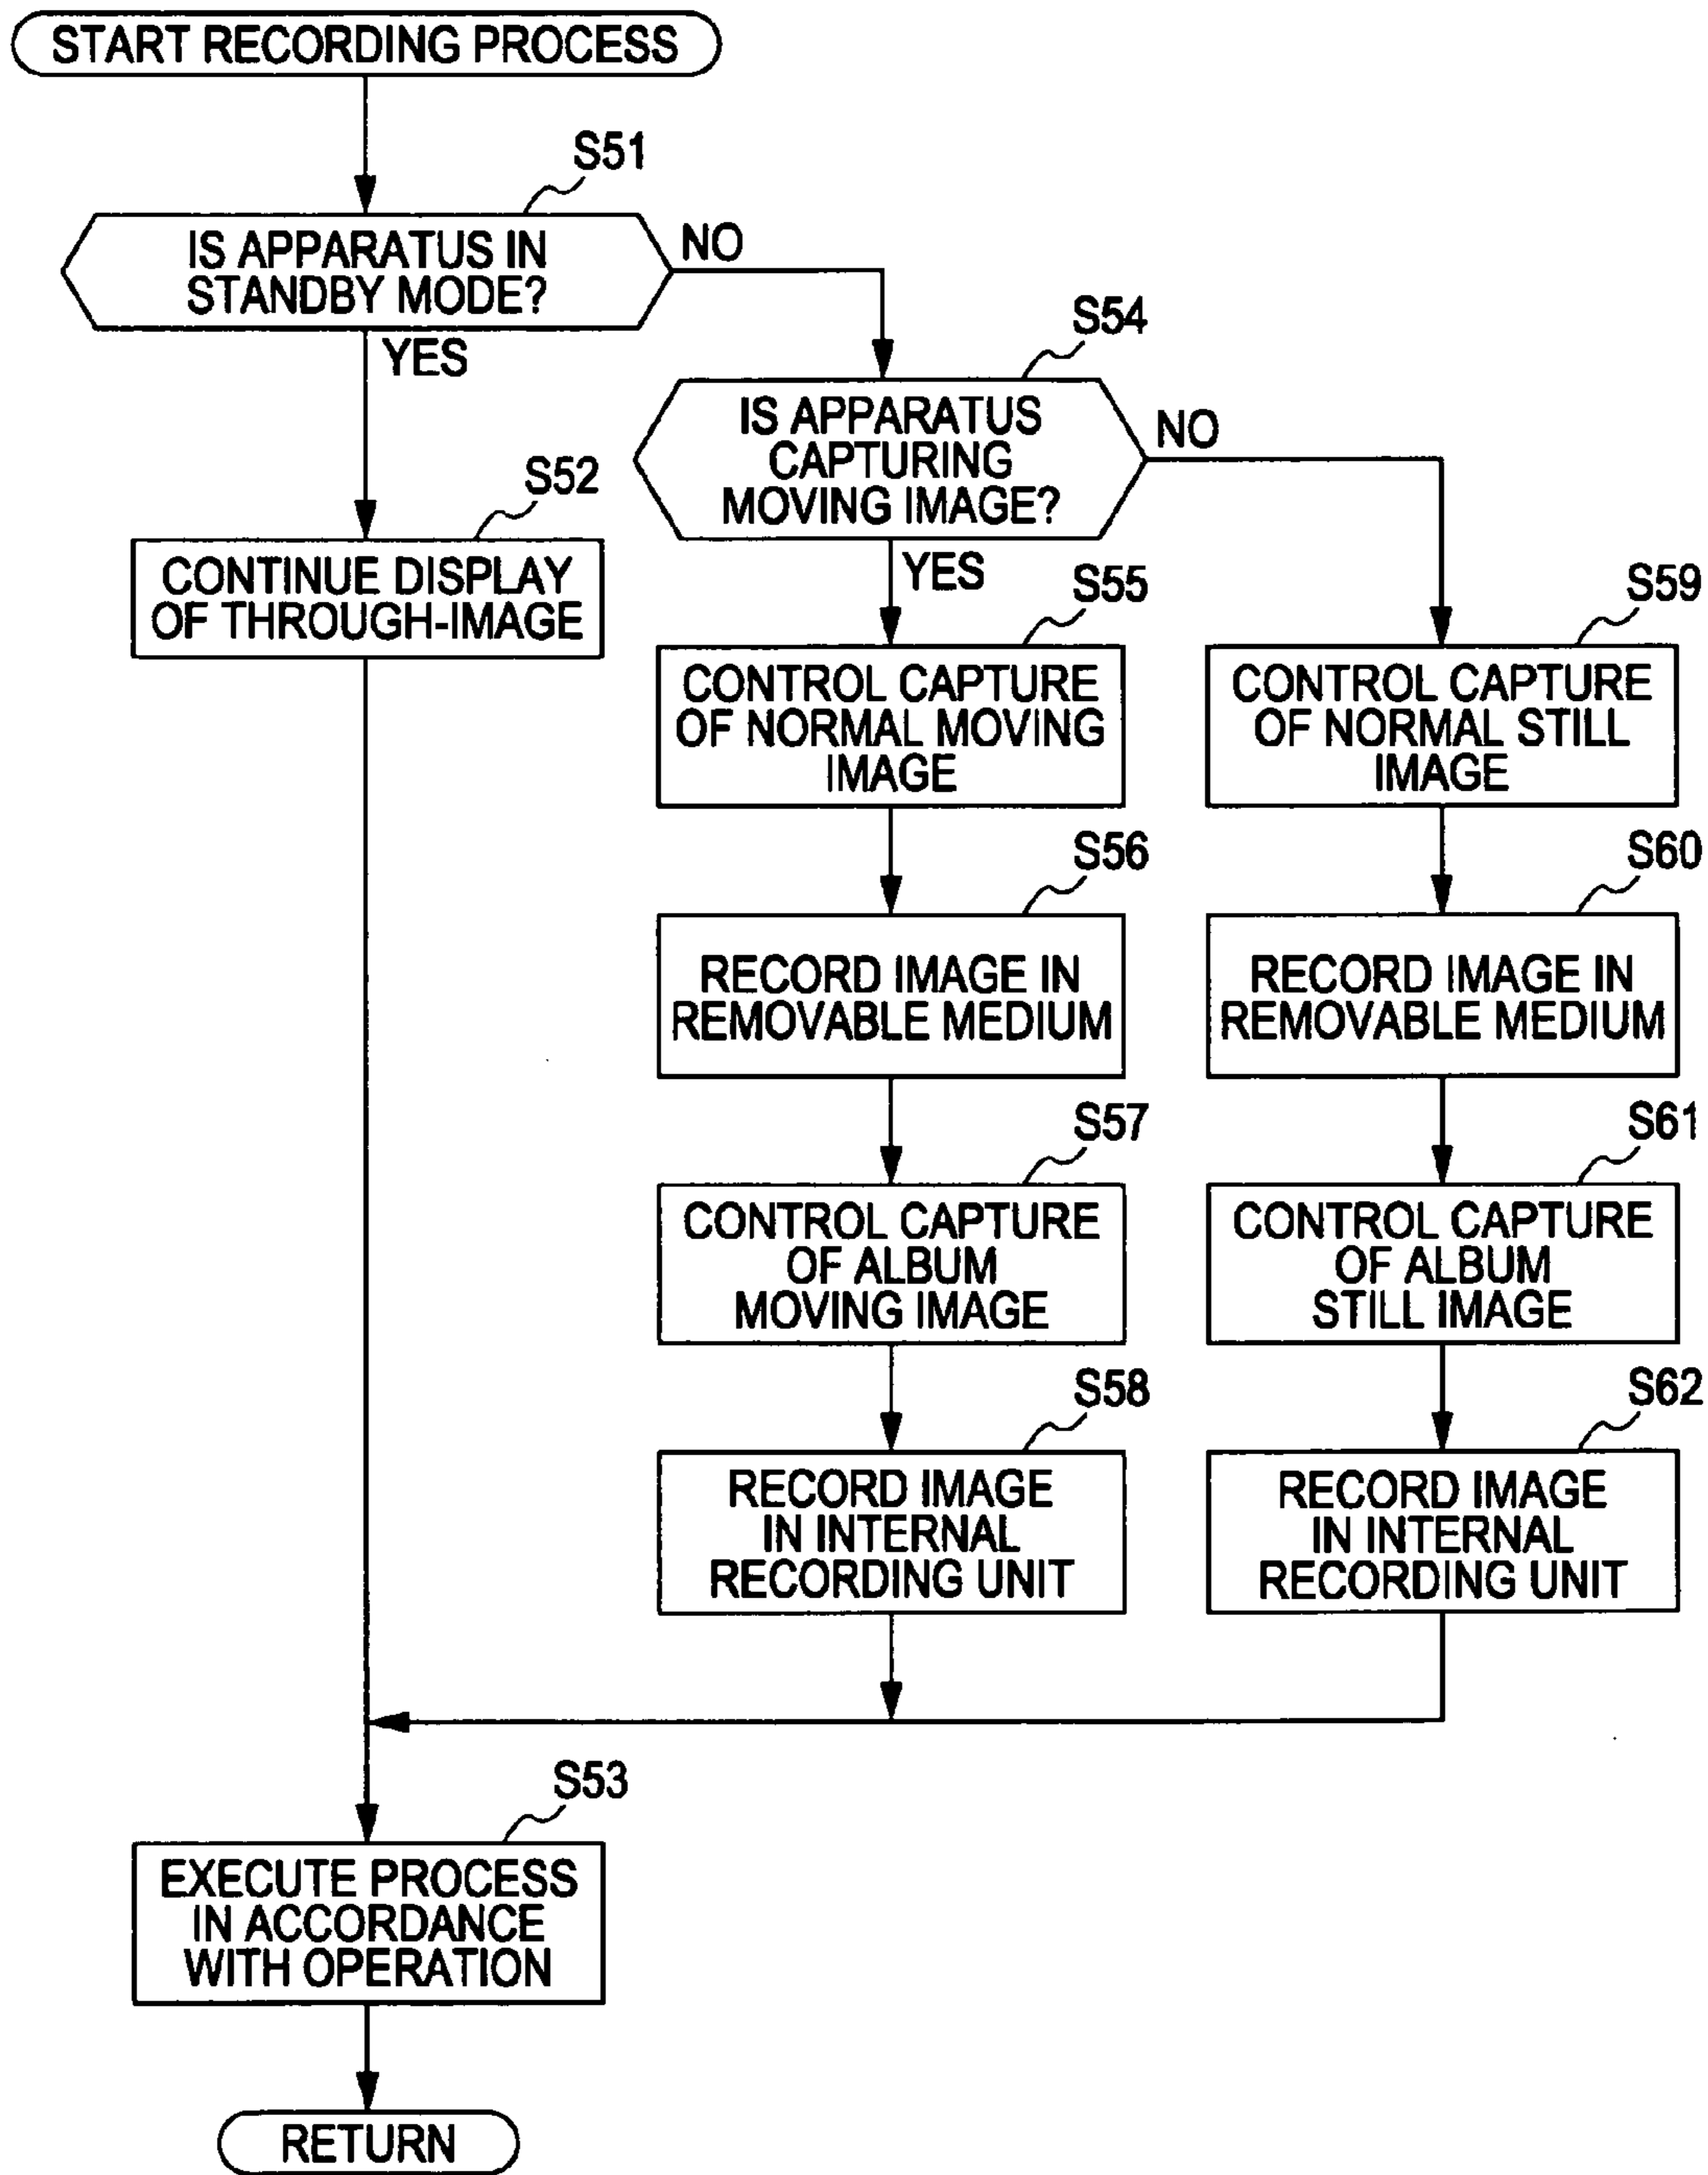 START RECORDING PROCESS
S51
IS APPARATUS IN
STANDBY MODE?
NO
YES
S52
CONTINUE DISPLAY
OF THROUGH-IMAGE
S54
IS APPARATUS
CAPTURING
MOVING IMAGE?
NO
YES
S55
CONTROL CAPTURE
OF NORMAL MOVING
IMAGE
S56
RECORD IMAGE IN
REMOVABLE MEDIUM
S57
CONTROL CAPTURE
OF ALBUM
MOVING IMAGE
S58
RECORD IMAGE
IN INTERNAL
RECORDING UNIT
S59
CONTROL CAPTURE
OF NORMAL STILL
IMAGE
S60
RECORD IMAGE IN
REMOVABLE MEDIUM
S61
CONTROL CAPTURE
OF ALBUM
STILL IMAGE
S62
RECORD IMAGE
IN INTERNAL
RECORDING UNIT
S53
EXECUTE PROCESS
IN ACCORDANCE
WITH OPERATION
RETURN